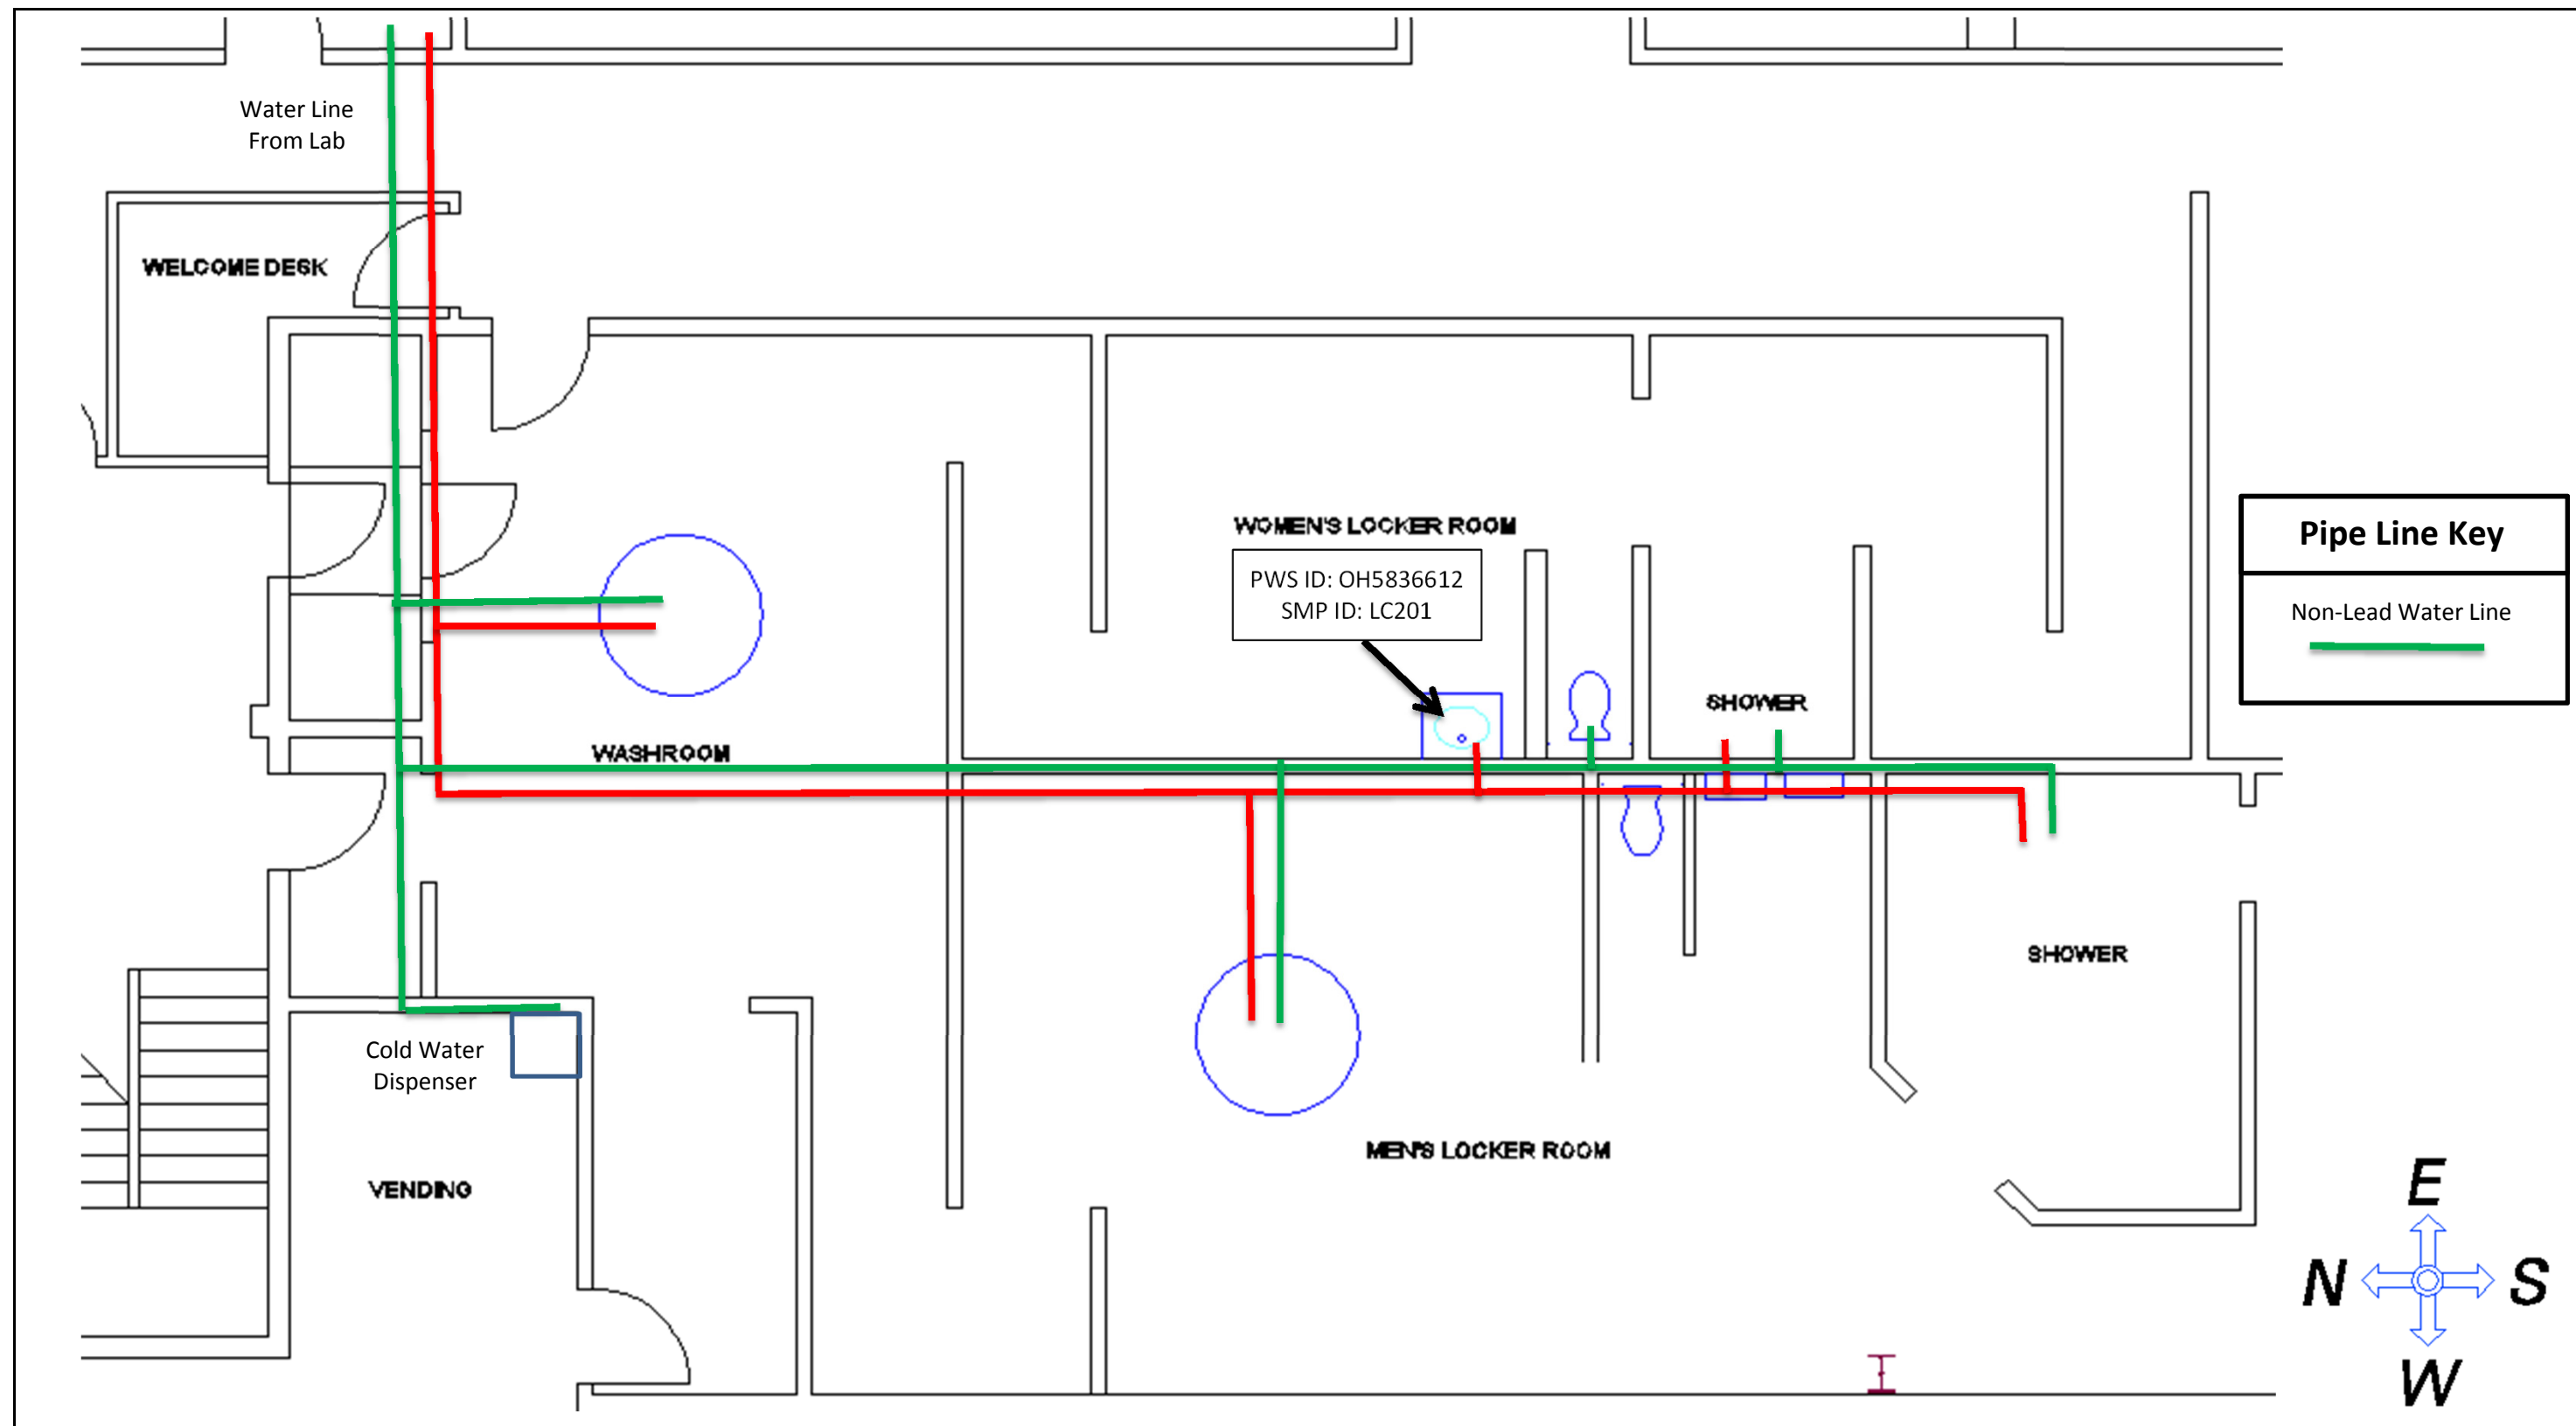 Water Line
From Lab
WELCOME DESK
WOMEN'S LOCKER ROOM
PWS ID: OH5836612
SMP ID: LC201
Pipe Line Key
Non-Lead Water Line
SHOWER
WASHROOM
SHOWER
Cold Water
Dispenser
MEN'S LOCKER ROOM
VENDING
E
N
S
W